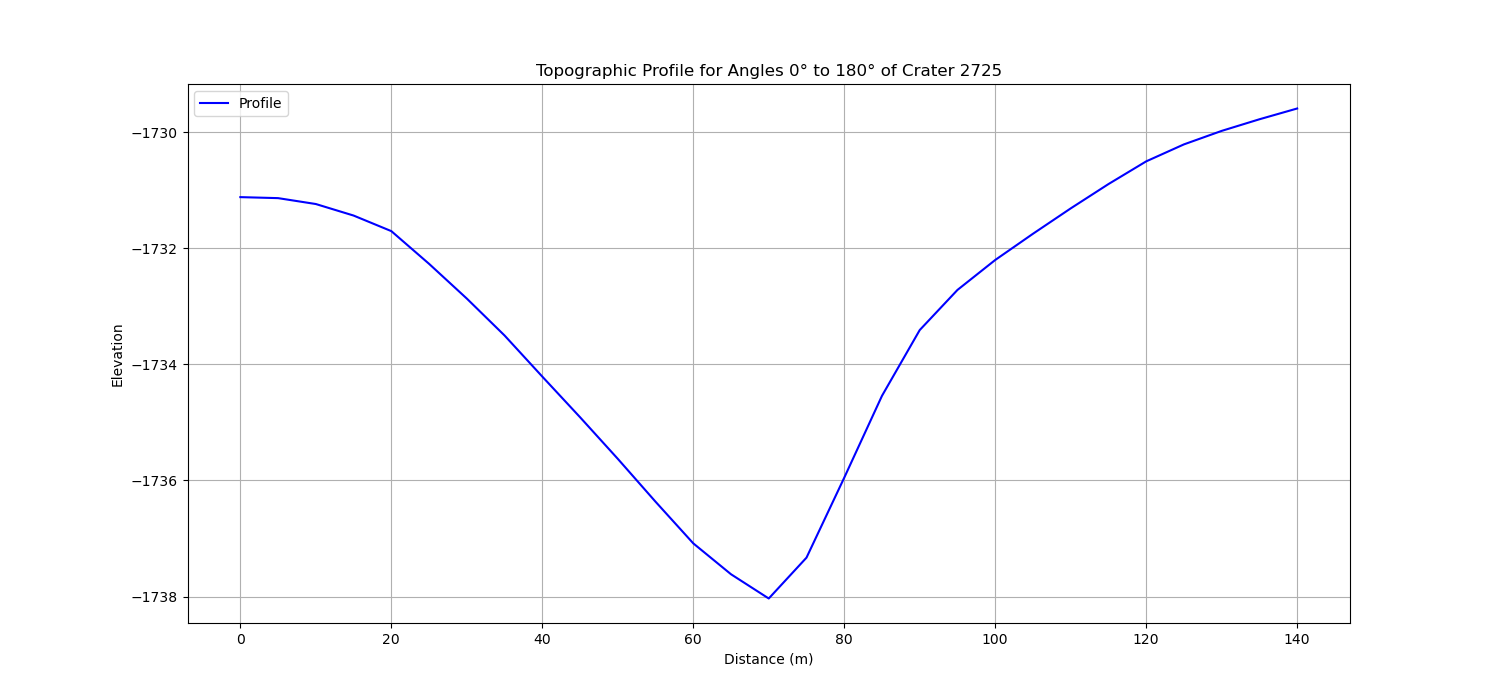 Topographic Profile for Angles 0° to 180° of Crater 2725
Profile
−1730
−1732
−1734
−1736
−1738
Elevation
0 20 40 60 80 100 120 140
Distance (m)